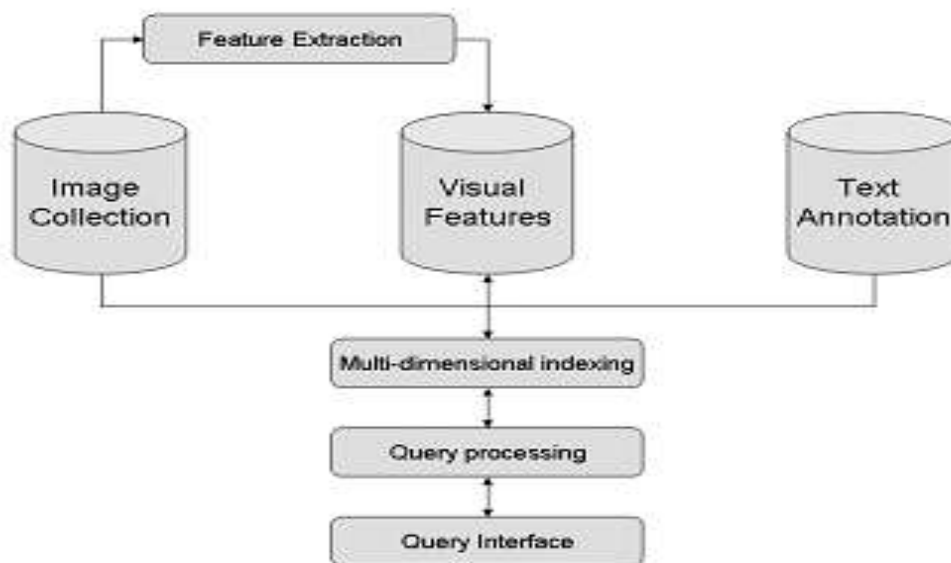 Feature Extraction
Image
Collection
Visual
Features
Text
Annotation
Multi-dimensional indexing
Query processing
Query Interface